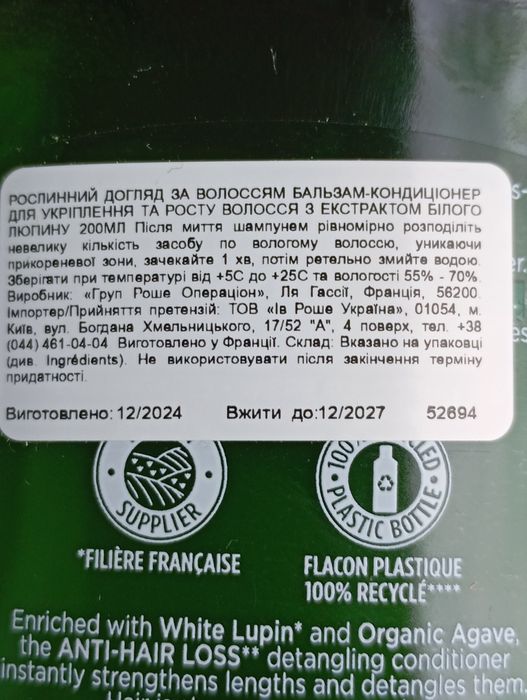 РОСЛИННИЙ ДОГЛЯД ЗА ВОЛОССЯМ БАЛЬЗАМ-КОНДИЦІОНЕР
ДЛЯ УКРІПЛЕННЯ ТА РОСТУ ВОЛОССЯ З ЕКСТРАКТОМ БІЛОГО
ЛЮПИНУ 200МЛ Після миття шампунем рівномірно розподіліть
невелику кількість засобу по вологому волоссю, уникаючи
прикореневої зони, зачекайте 1 хв, потім ретельно змийте водою.
Зберігати при температурі від +5С до +25С та вологості 55% - 70%.
Виробник: «Груп Роше Операціон», Ля Гассії, Франція, 56200.
Імпортер/Прийняття претензій: ТОВ «Ів Роше Україна», 01054, м.
Київ, вул. Богдана Хмельницького, 17/52 "А", 4 поверх, тел. +38
(044) 461-04-04 Виготовлено у Франції. Склад: Вказано на упаковці
(див. Ingrédients). Не використовувати після закінчення терміну
придатності.
Виготовлено: 12/2024 Вжити до:12/2027 52694
SUPPLIER
PLASTIC BOTTLE
*FILIÈRE FRANÇAISE
FLACON PLASTIQUE
100% RECYCLÉ****
Enriched with White Lupin* and Organic Agave,
the ANTI-HAIR LOSS** detangling conditioner
instantly strengthens lengths and detangles them.